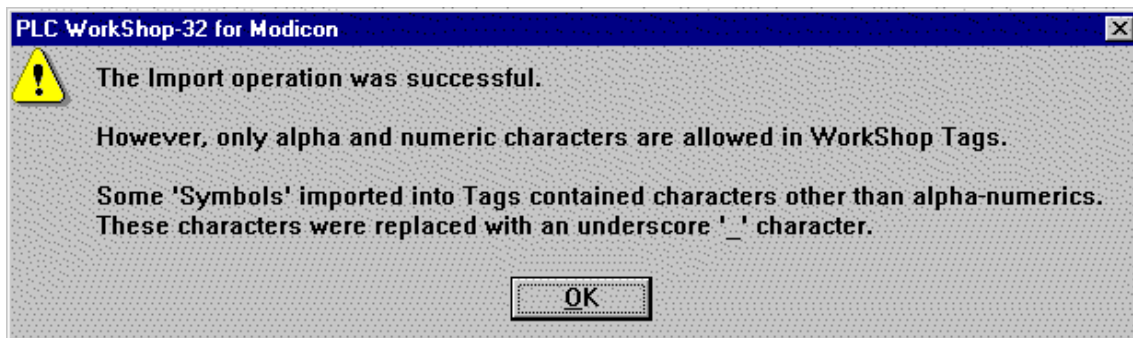 PLC WorkShop-32 for Modicon
The Import operation was successful.
However, only alpha and numeric characters are allowed in WorkShop Tags.
Some 'Symbols' imported into Tags contained characters other than alpha-numerics.
These characters were replaced with an underscore '_' character.
OK